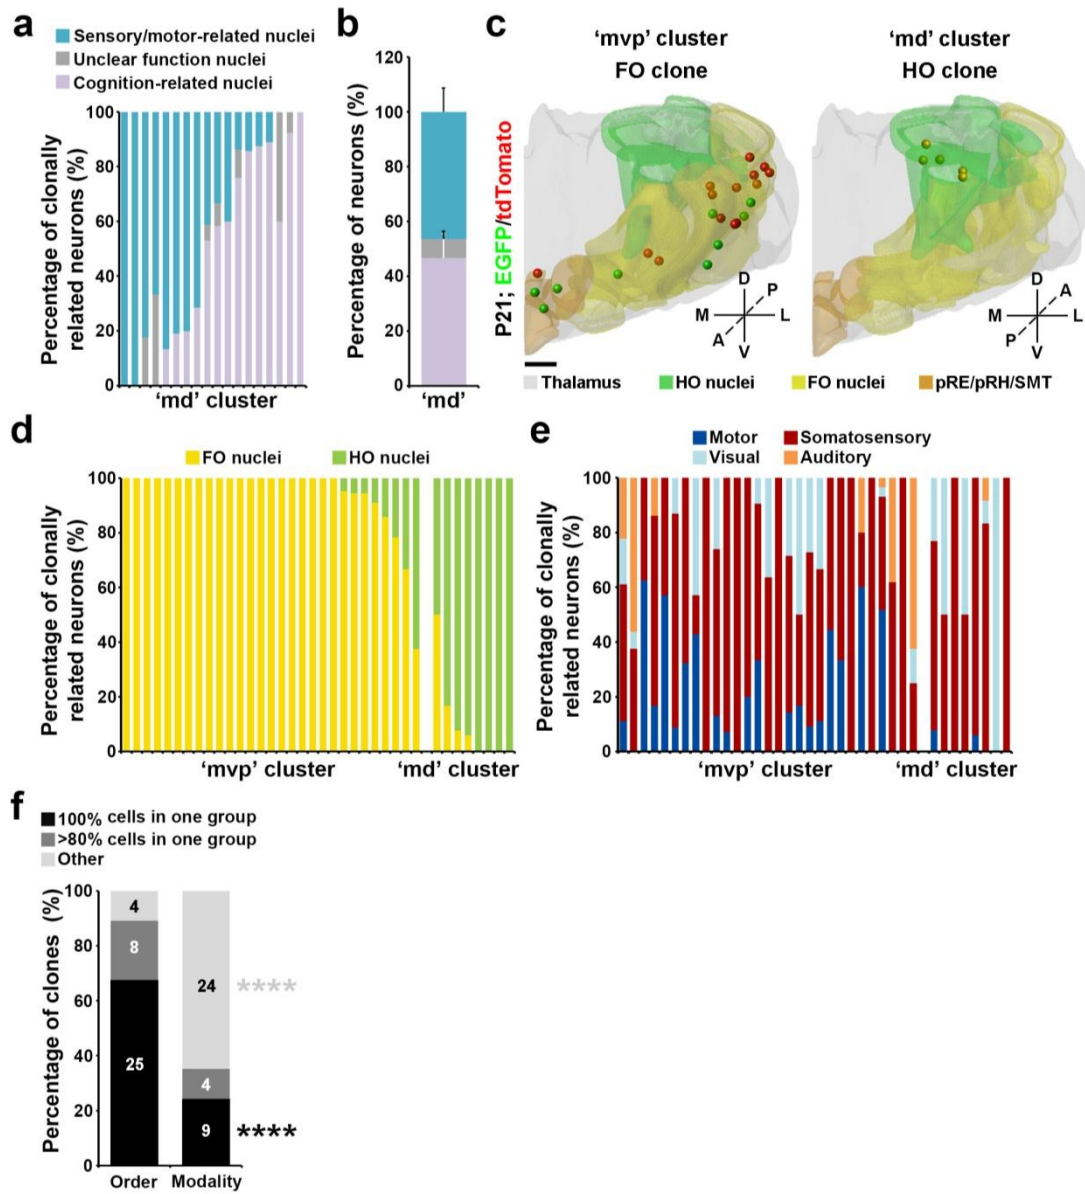 a
Sensory/motor-related nuclei
Unclear function nuclei
Cognition-related nuclei
Percentage of clonally
related neurons (%)
100
80
60
40
20
0
‘md’ cluster
b
Percentage of neurons (%)
120
100
80
60
40
20
0
‘md’
c
‘mvp’ cluster
FO clone
‘md’ cluster
HO clone
P21; EGFP/tdTomato
D
P
M
L
A
V
D
A
M
L
P
V
Thalamus
HO nuclei
FO nuclei
pRE/pRH/SMT
d
FO nuclei
HO nuclei
Percentage of clonally
related neurons (%)
100
80
60
40
20
0
‘mvp’ cluster
‘md’ cluster
e
Motor
Somatosensory
Visual
Auditory
Percentage of clonally
related neurons (%)
100
80
60
40
20
0
‘mvp’ cluster
‘md’ cluster
f
100% cells in one group
>80% cells in one group
Other
Percentage of clones (%)
100
80
60
40
20
0
4
8
25
24
4
9
****
****
Order
Modality